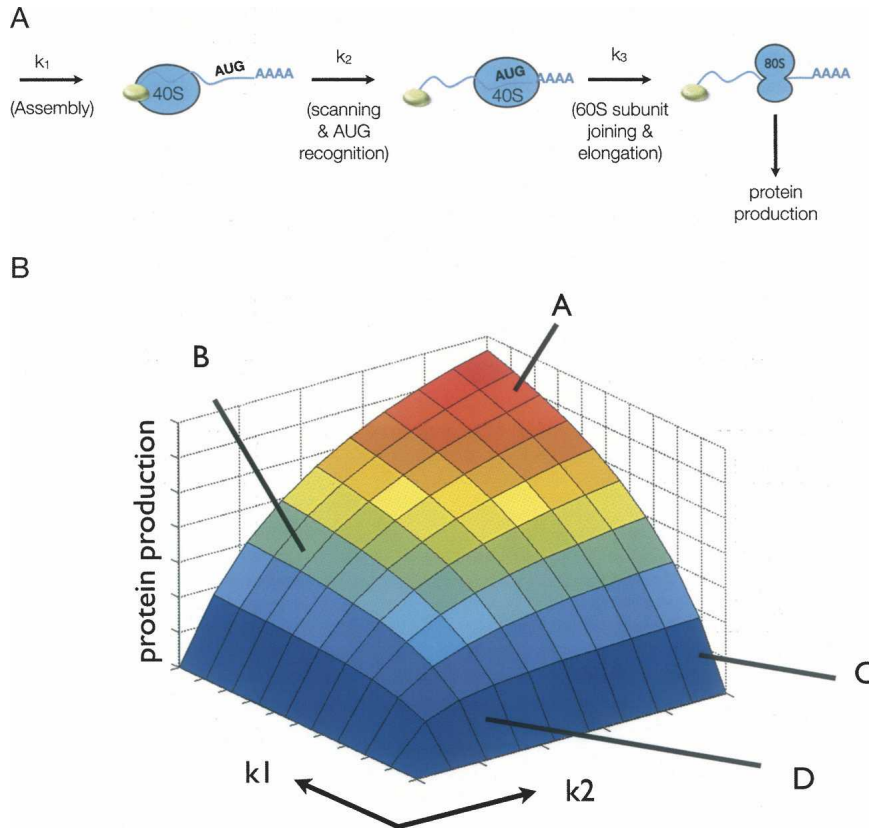 A
k₁
(Assembly)
40S
AUG
AAAA
k₂
(scanning
& AUG
recognition)
AUG
40S
AAAA
k₃
(60S subunit
joining &
elongation)
80S
AAAA
protein
production
B
A
B
protein production
C
D
k1
k2